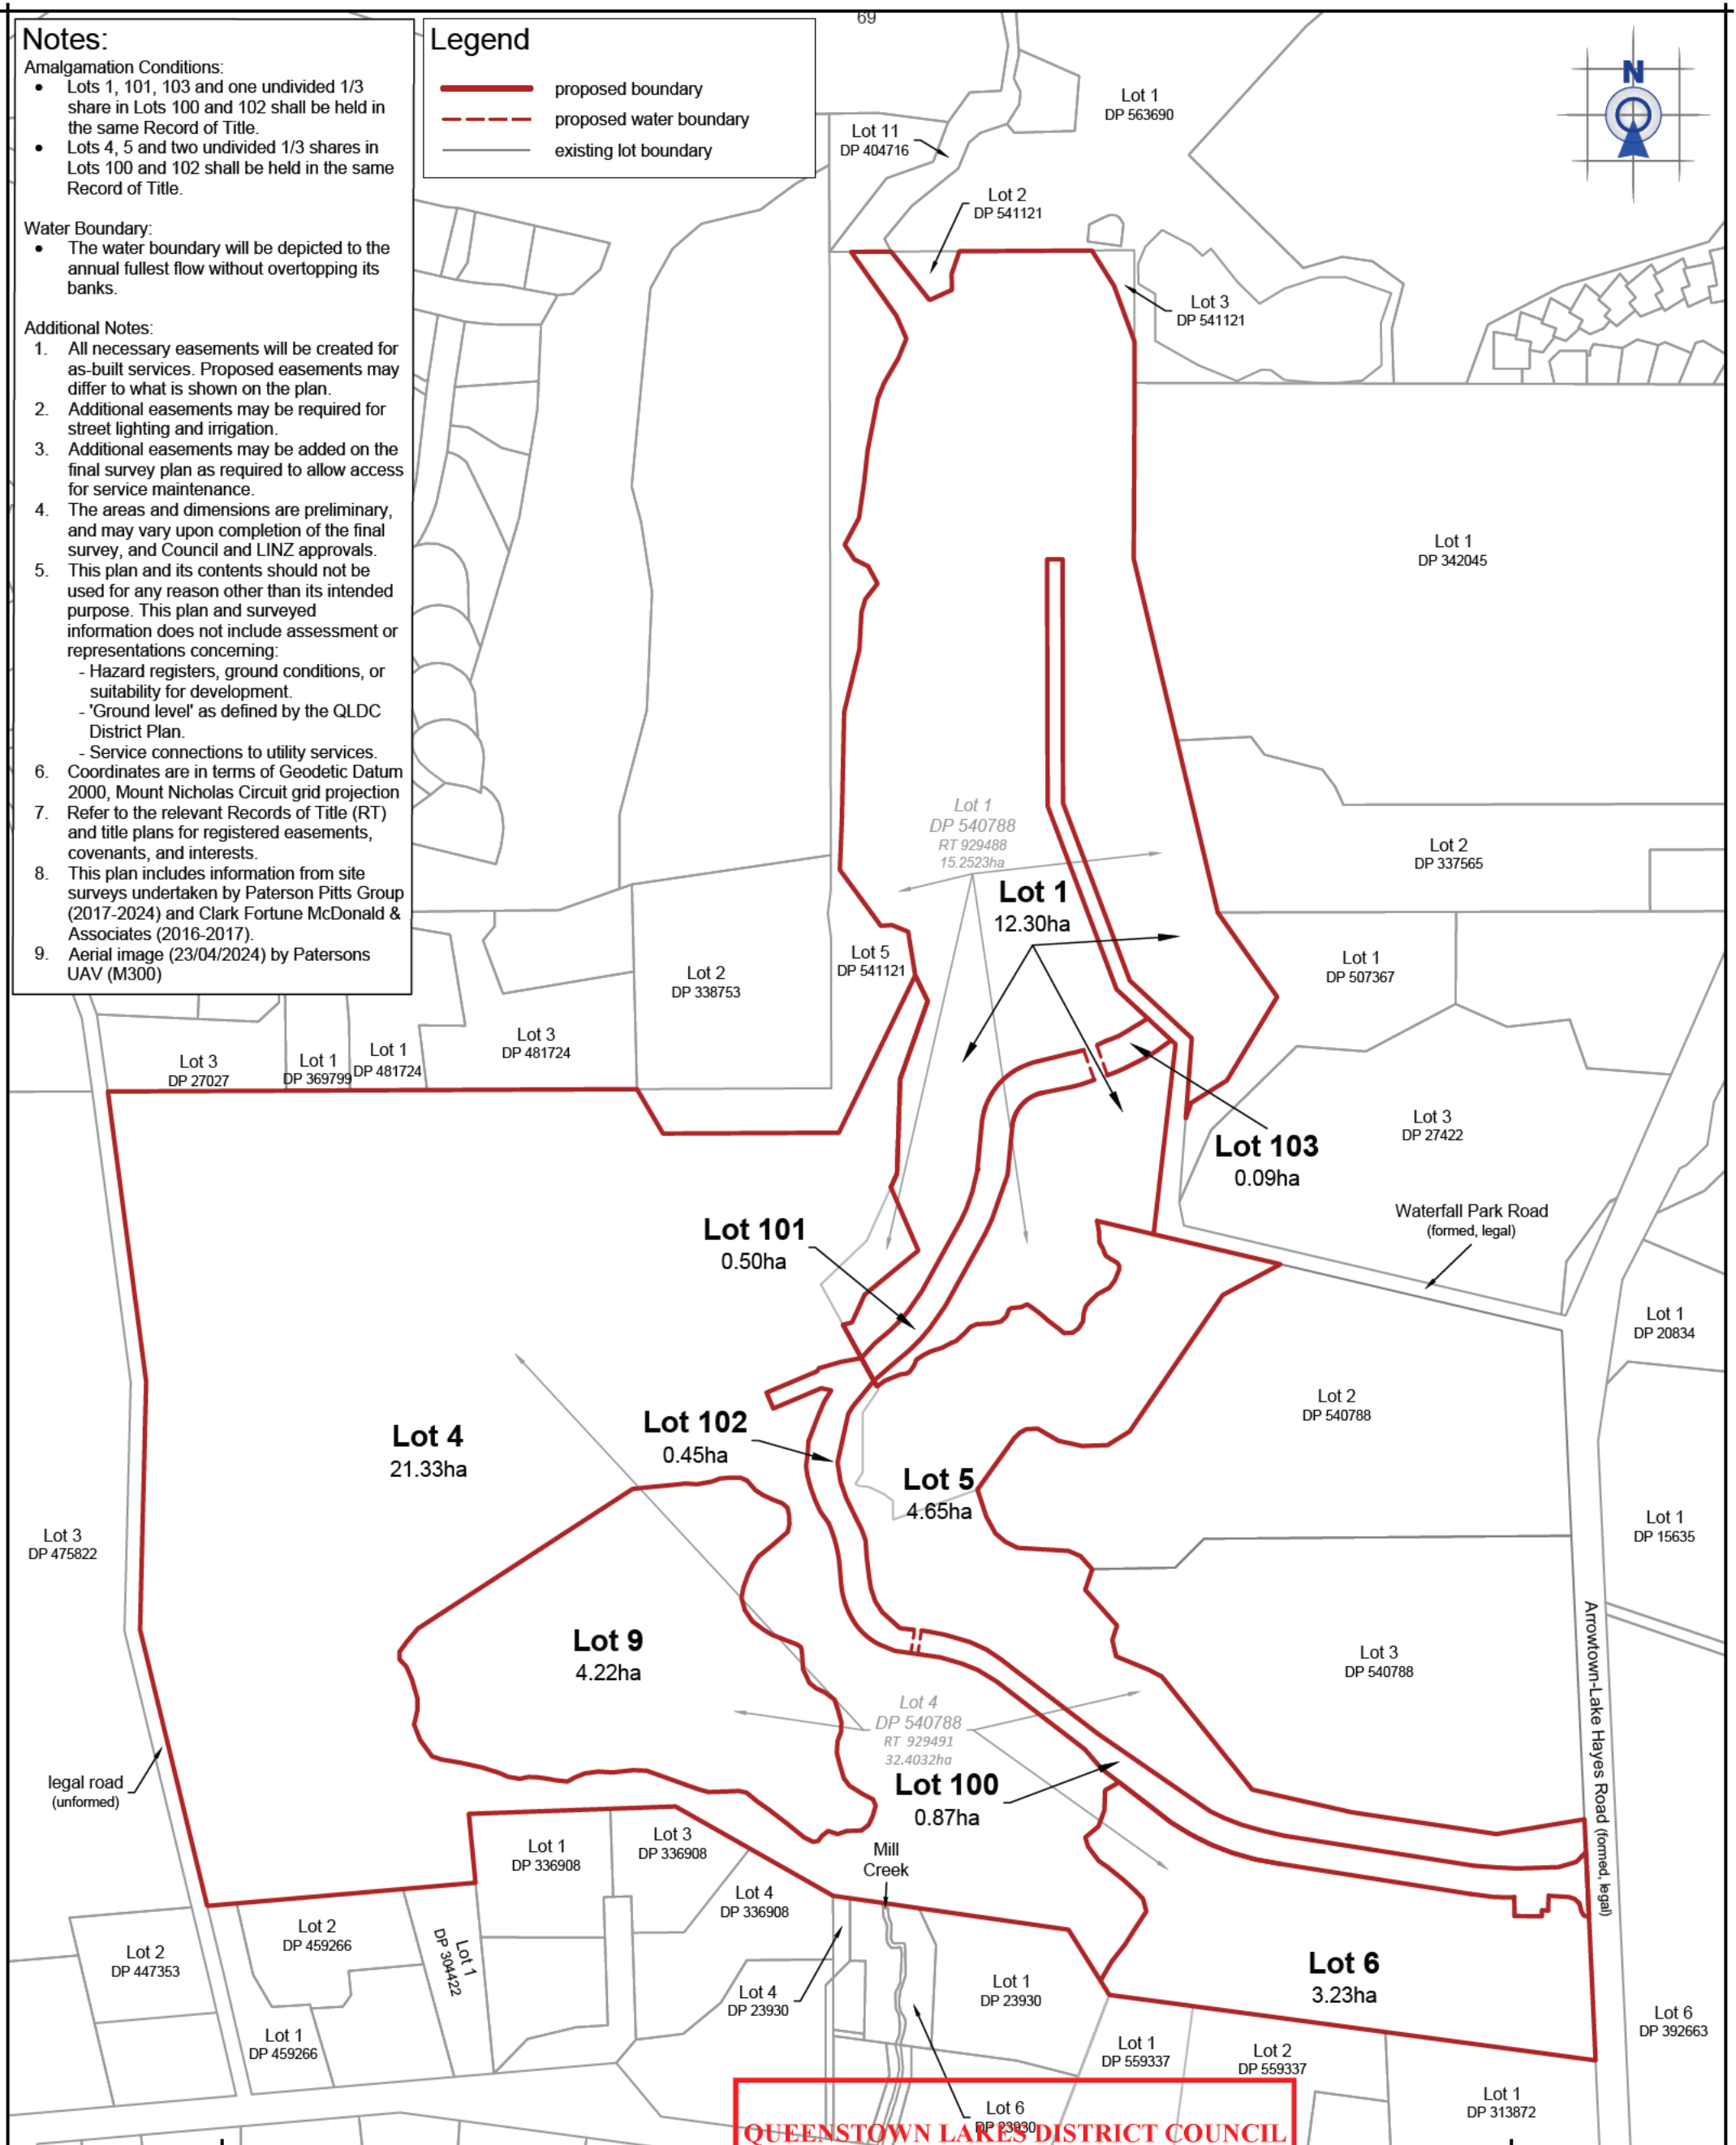 69
Notes:
Amalgamation Conditions:
• Lots 1, 101, 103 and one undivided 1/3
share in Lots 100 and 102 shall be held in
the same Record of Title.
• Lots 4, 5 and two undivided 1/3 shares in
Lots 100 and 102 shall be held in the same
Record of Title.
Water Boundary:
• The water boundary will be depicted to the
annual fullest flow without overtopping its
banks.
Additional Notes:
1. All necessary easements will be created for
as-built services. Proposed easements may
differ to what is shown on the plan.
2. Additional easements may be required for
street lighting and irrigation.
3. Additional easements may be added on the
final survey plan as required to allow access
for service maintenance.
4. The areas and dimensions are preliminary,
and may vary upon completion of the final
survey, and Council and LINZ approvals.
5. This plan and its contents should not be
used for any reason other than its intended
purpose. This plan and surveyed
information does not include assessment or
representations concerning:
- Hazard registers, ground conditions, or
suitability for development.
- 'Ground level' as defined by the QLDC
District Plan.
- Service connections to utility services.
6. Coordinates are in terms of Geodetic Datum
2000, Mount Nicholas Circuit grid projection
7. Refer to the relevant Records of Title (RT)
and title plans for registered easements,
covenants, and interests.
8. This plan includes information from site
surveys undertaken by Paterson Pitts Group
(2017-2024) and Clark Fortune McDonald &
Associates (2016-2017).
9. Aerial image (23/04/2024) by Patersons
UAV (M300)
Legend
proposed boundary
proposed water boundary
existing lot boundary
N
Lot 1
DP 563690
Lot 11
DP 404716
Lot 2
DP 541121
Lot 3
DP 541121
Lot 1
DP 342045
Lot 1
DP 540788
RT 929488
15.2523ha
Lot 2
DP 337565
Lot 1
12.30ha
Lot 5
DP 541121
Lot 2
DP 338753
Lot 1
DP 507367
Lot 3
DP 27027
Lot 1
DP 369799
Lot 1
DP 481724
Lot 3
DP 481724
Lot 3
DP 27422
Lot 103
0.09ha
Waterfall Park Road
(formed, legal)
Lot 101
0.50ha
Lot 1
DP 20834
Lot 2
DP 540788
Lot 102
0.45ha
Lot 4
21.33ha
Lot 5
4.65ha
Lot 3
DP 475822
Lot 1
DP 15635
Lot 9
4.22ha
Lot 3
DP 540788
Arrowtown-Lake Hayes Road (formed, legal)
Lot 4
DP 540788
RT 929491
32.4032ha
Lot 100
0.87ha
legal road
(unformed)
Lot 1
DP 336908
Lot 3
DP 336908
Mill
Creek
Lot 4
DP 336908
Lot 2
DP 459266
Lot 1
DP 304422
Lot 2
DP 447353
Lot 6
3.23ha
Lot 4
DP 23930
Lot 1
DP 23930
Lot 6
DP 392663
Lot 1
DP 459266
Lot 1
DP 559337
Lot 2
DP 559337
Lot 1
DP 313872
Lot 6
DP 23930
QUEENSTOWN LAKES DISTRICT COUNCIL